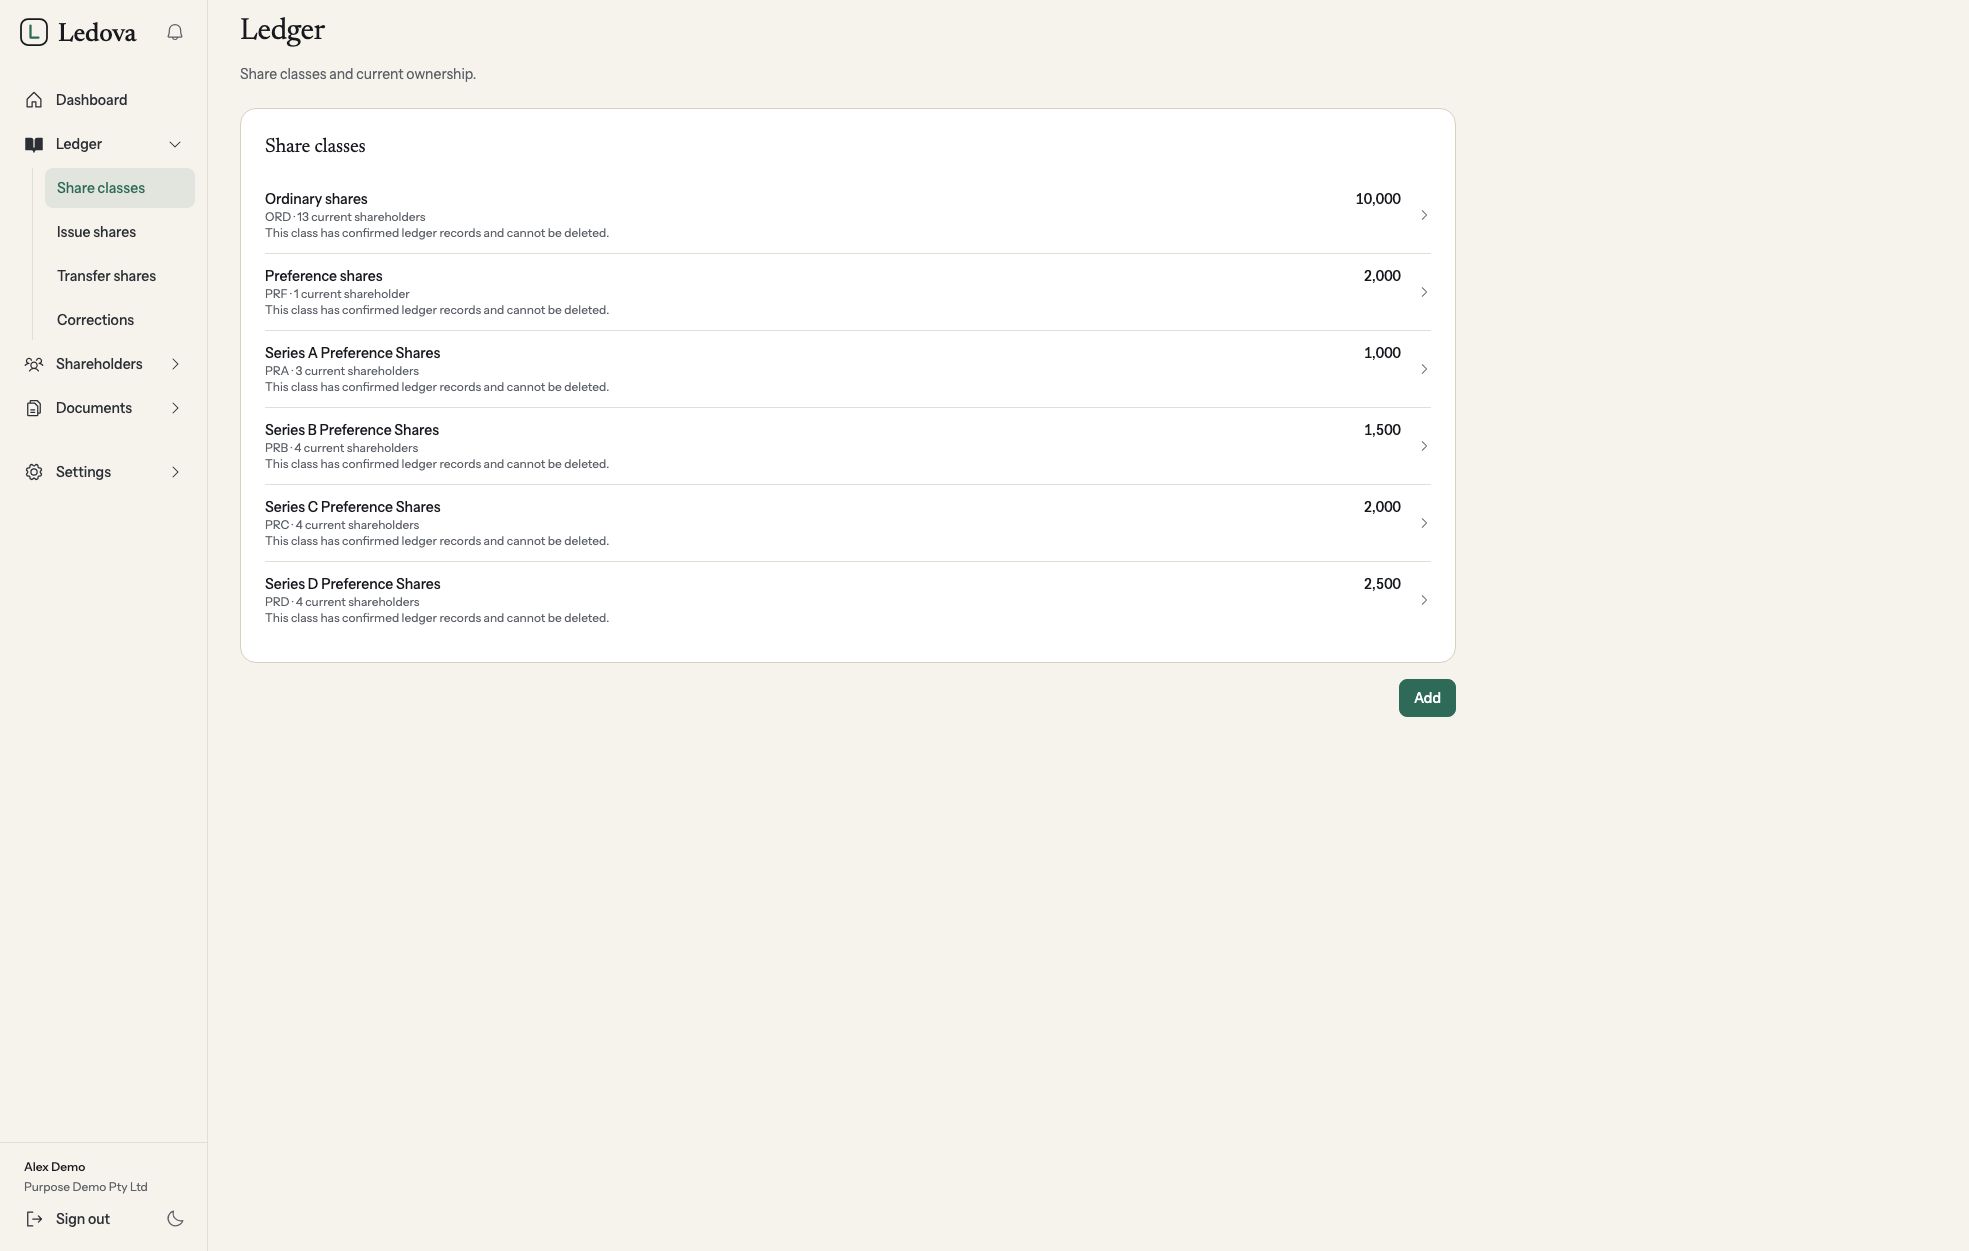 L Ledova
Dashboard
Ledger
Share classes
Issue shares
Transfer shares
Corrections
Shareholders
Documents
Settings
Alex Demo
Purpose Demo Pty Ltd
Sign out
Ledger
Share classes and current ownership.
Share classes
Ordinary shares 10,000
ORD · 13 current shareholders
This class has confirmed ledger records and cannot be deleted.
Preference shares 2,000
PRF · 1 current shareholder
This class has confirmed ledger records and cannot be deleted.
Series A Preference Shares 1,000
PRA · 3 current shareholders
This class has confirmed ledger records and cannot be deleted.
Series B Preference Shares 1,500
PRB · 4 current shareholders
This class has confirmed ledger records and cannot be deleted.
Series C Preference Shares 2,000
PRC · 4 current shareholders
This class has confirmed ledger records and cannot be deleted.
Series D Preference Shares 2,500
PRD · 4 current shareholders
This class has confirmed ledger records and cannot be deleted.
Add